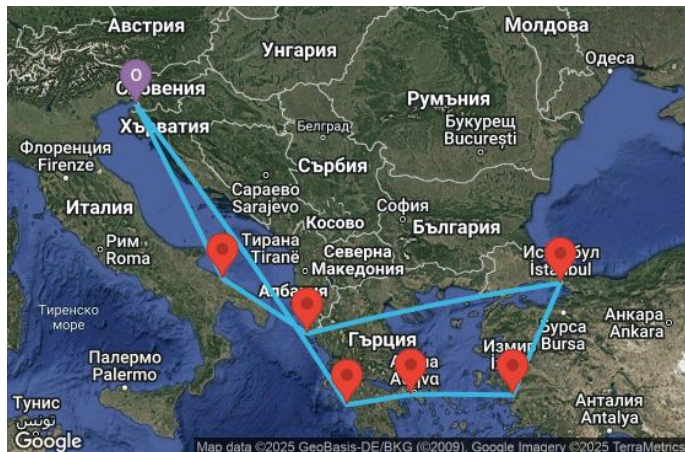 Австрия
Молдова
Унгария
Одеса
О
Словения
Хърватия
Румъния
Букурещ
București
Белград
Флоренция
Firenze
Сърбия
Италия
Сараево
Sarajevo
Косово
София
България
Рим
Roma
Тирана
Tiranë
Северна
Македония
Истанбул
İstanbul
Албания
Тиренско
море
Анкара
Ankara
Бурса
Bursa
Гърция
Палермо
Palermo
Тунис
تونس
Анталия
Antalya
Google
Map data ©2025 GeoBasis-DE/BKG (©2009), Google Imagery ©2025 TerraMetrics